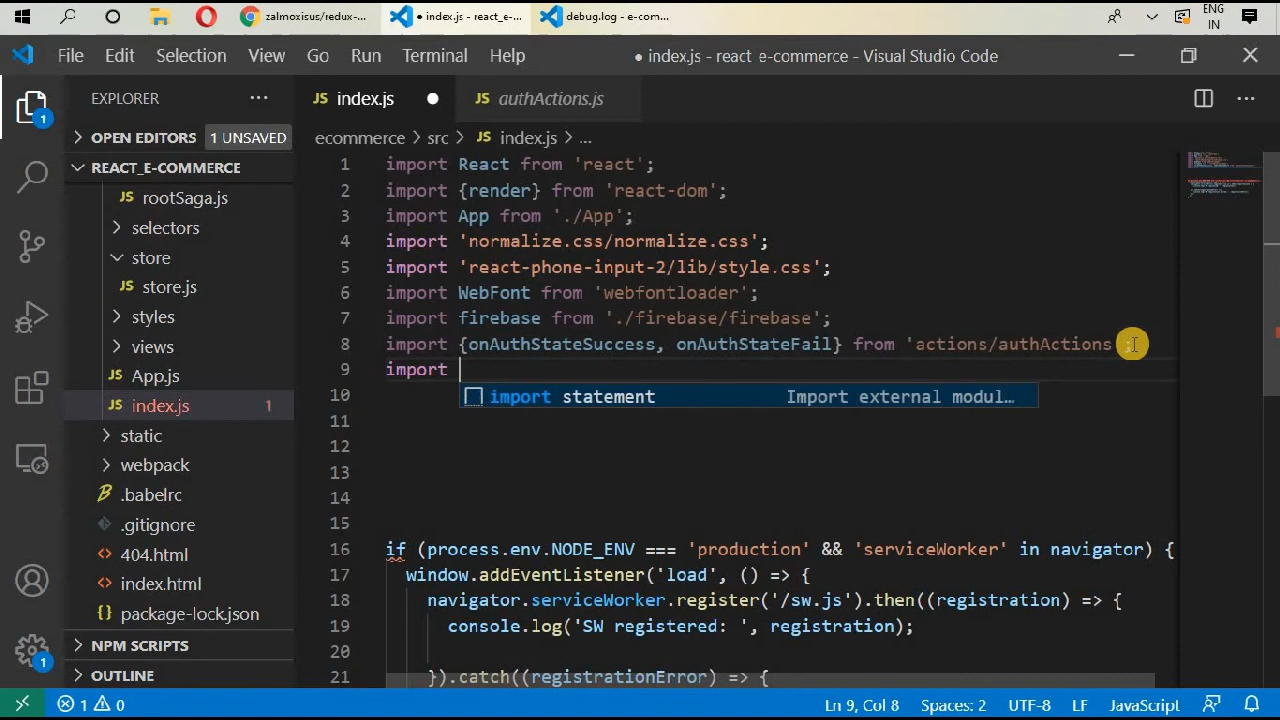 zalmoxisus/redux-...
index.js - react_e-...
debug.log - e-com...
ENG
IN
File Edit Selection View Go Run Terminal Help
● index.js - react_e-commerce - Visual Studio Code
EXPLORER
JS index.js
JS authActions.js
OPEN EDITORS 1 UNSAVED
ecommerce > src > JS index.js > ...
REACT_E-COMMERCE
JS rootSaga.js
selectors
store
JS store.js
styles
views
JS App.js
JS index.js 1
static
webpack
.babelrc
.gitignore
404.html
index.html
package-lock.json
NPM SCRIPTS
OUTLINE
1
1
1 import React from 'react';
2 import {render} from 'react-dom';
3 import App from './App';
4 import 'normalize.css/normalize.css';
5 import 'react-phone-input-2/lib/style.css';
6 import WebFont from 'webfontloader';
7 import firebase from './firebase/firebase';
8 import {onAuthStateSuccess, onAuthStateFail} from 'actions/authActions';
9 import
import statement Import external modul...
10
11
12
13
14
15
16 if (process.env.NODE_ENV === 'production' && 'serviceWorker' in navigator) {
17 window.addEventListener('load', () => {
18 navigator.serviceWorker.register('/sw.js').then((registration) => {
19 console.log('SW registered: ', registration);
20
21 }).catch((registrationError) => {
1 0
Ln 9, Col 8 Spaces: 2 UTF-8 LF JavaScript